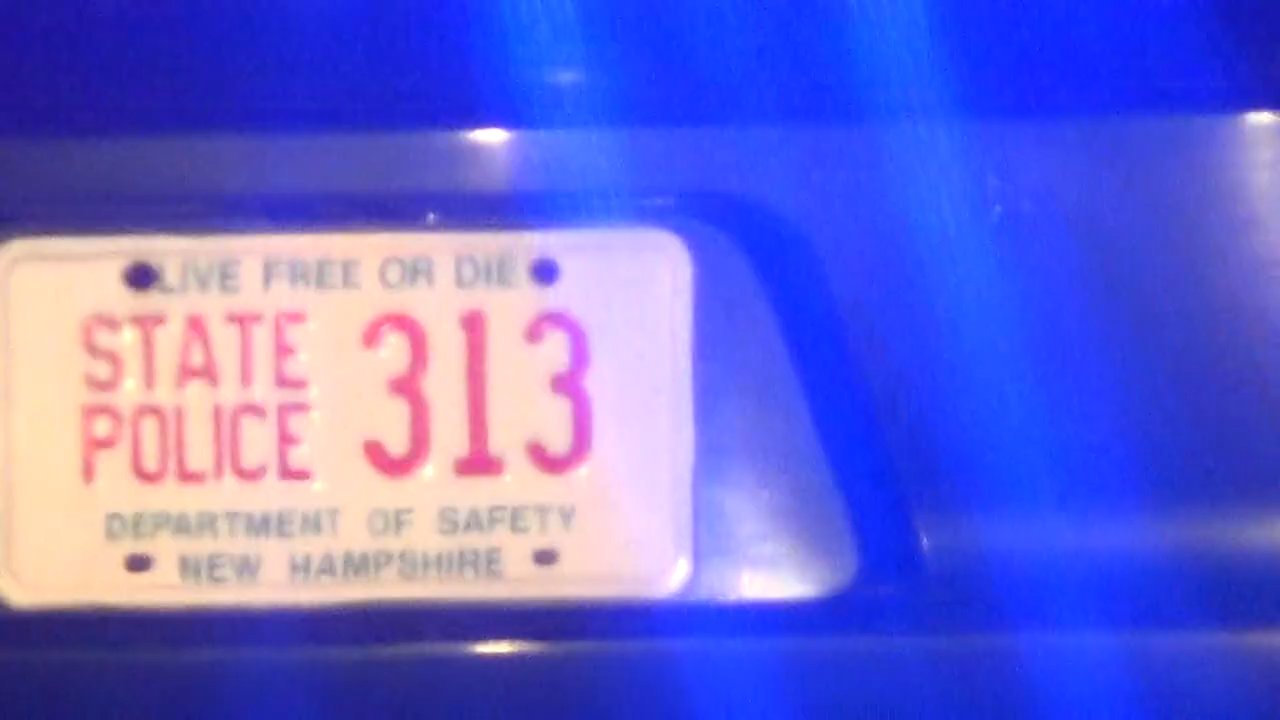 LIVE FREE OR DIE
STATE POLICE 313
DEPARTMENT OF SAFETY
NEW HAMPSHIRE